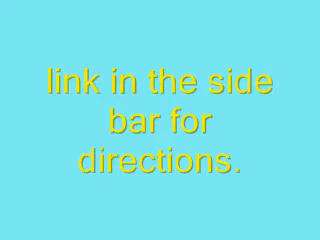 link in the side
bar for
directions.